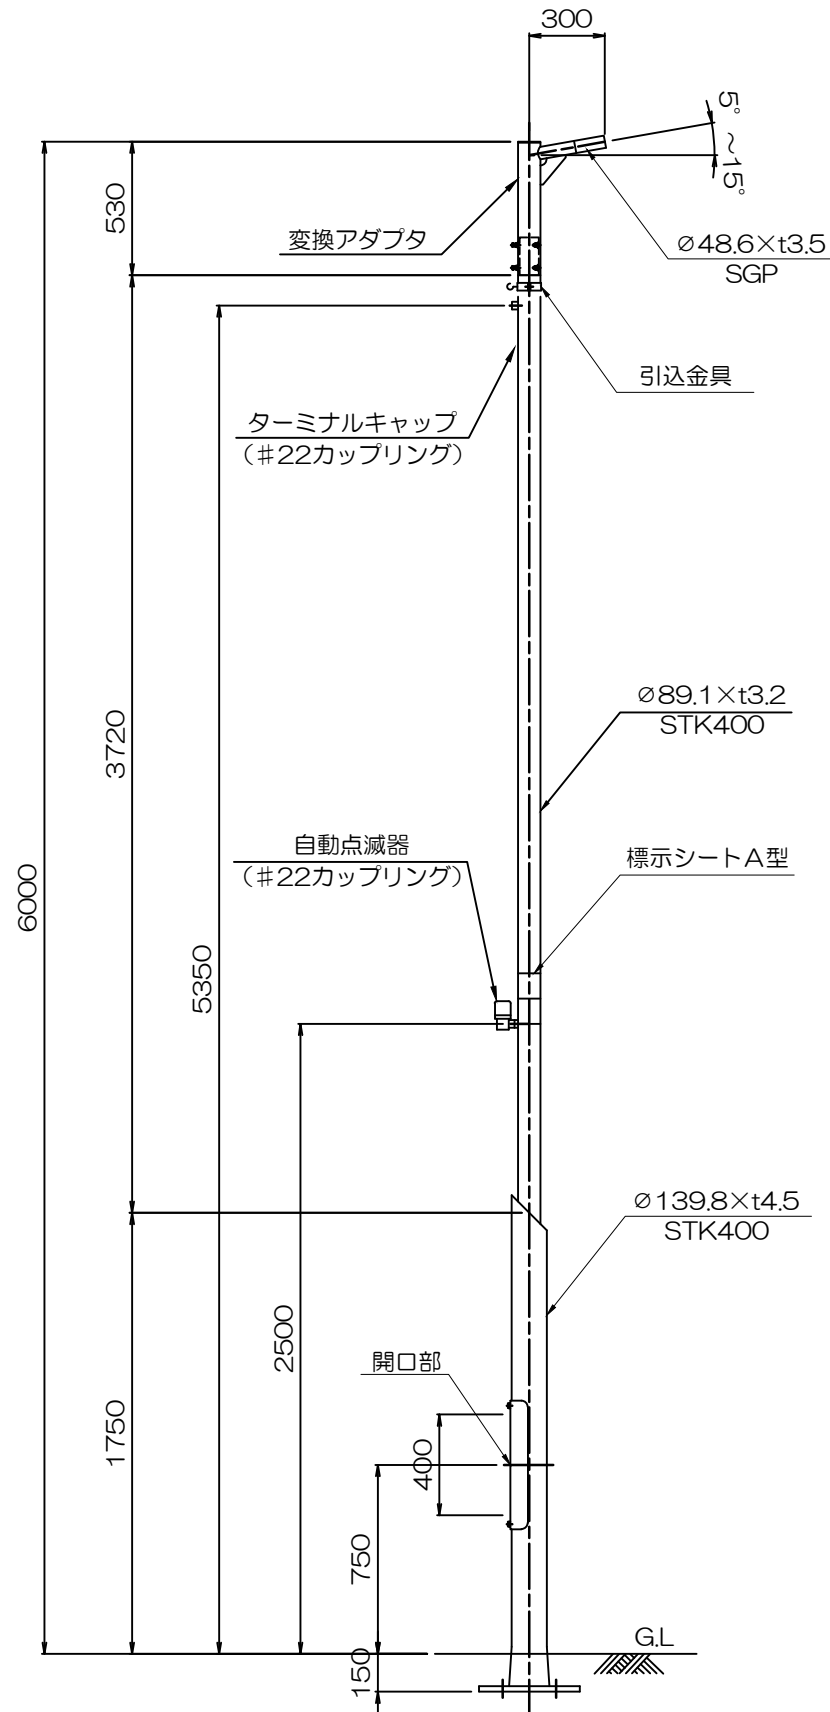 300
5°～15°
530
変換アダプタ
∅48.6×t3.5
SGP
引込金具
ターミナルキャップ
（#22カップリング）
∅89.1×t3.2
STK400
3720
自動点滅器
（#22カップリング）
標示シートA型
6000
5350
∅139.8×t4.5
STK400
2500
開口部
1750
400
750
G.L
150